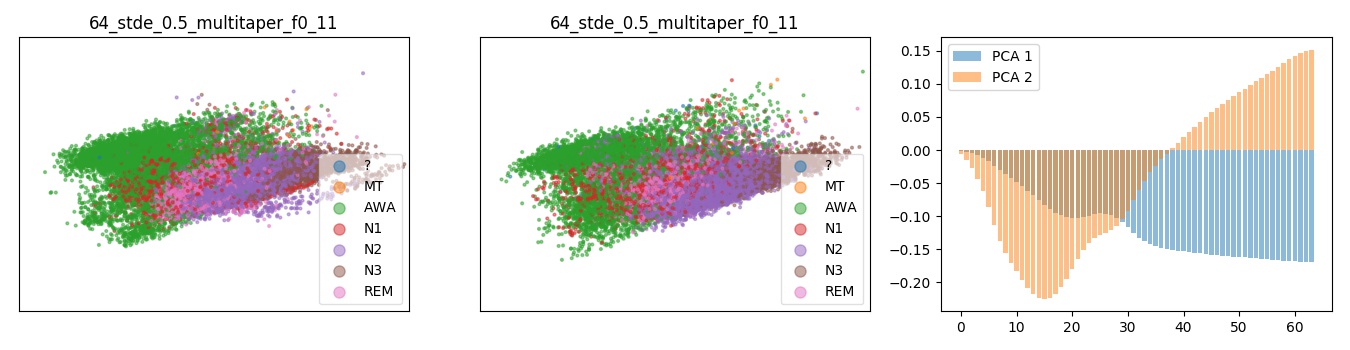 64_stde_0.5_multitaper_f0_11
?
MT
AWA
N1
N2
N3
REM
64_stde_0.5_multitaper_f0_11
?
MT
AWA
N1
N2
N3
REM
PCA 1
PCA 2
0.15
0.10
0.05
0.00
−0.05
−0.10
−0.15
−0.20
0 10 20 30 40 50 60